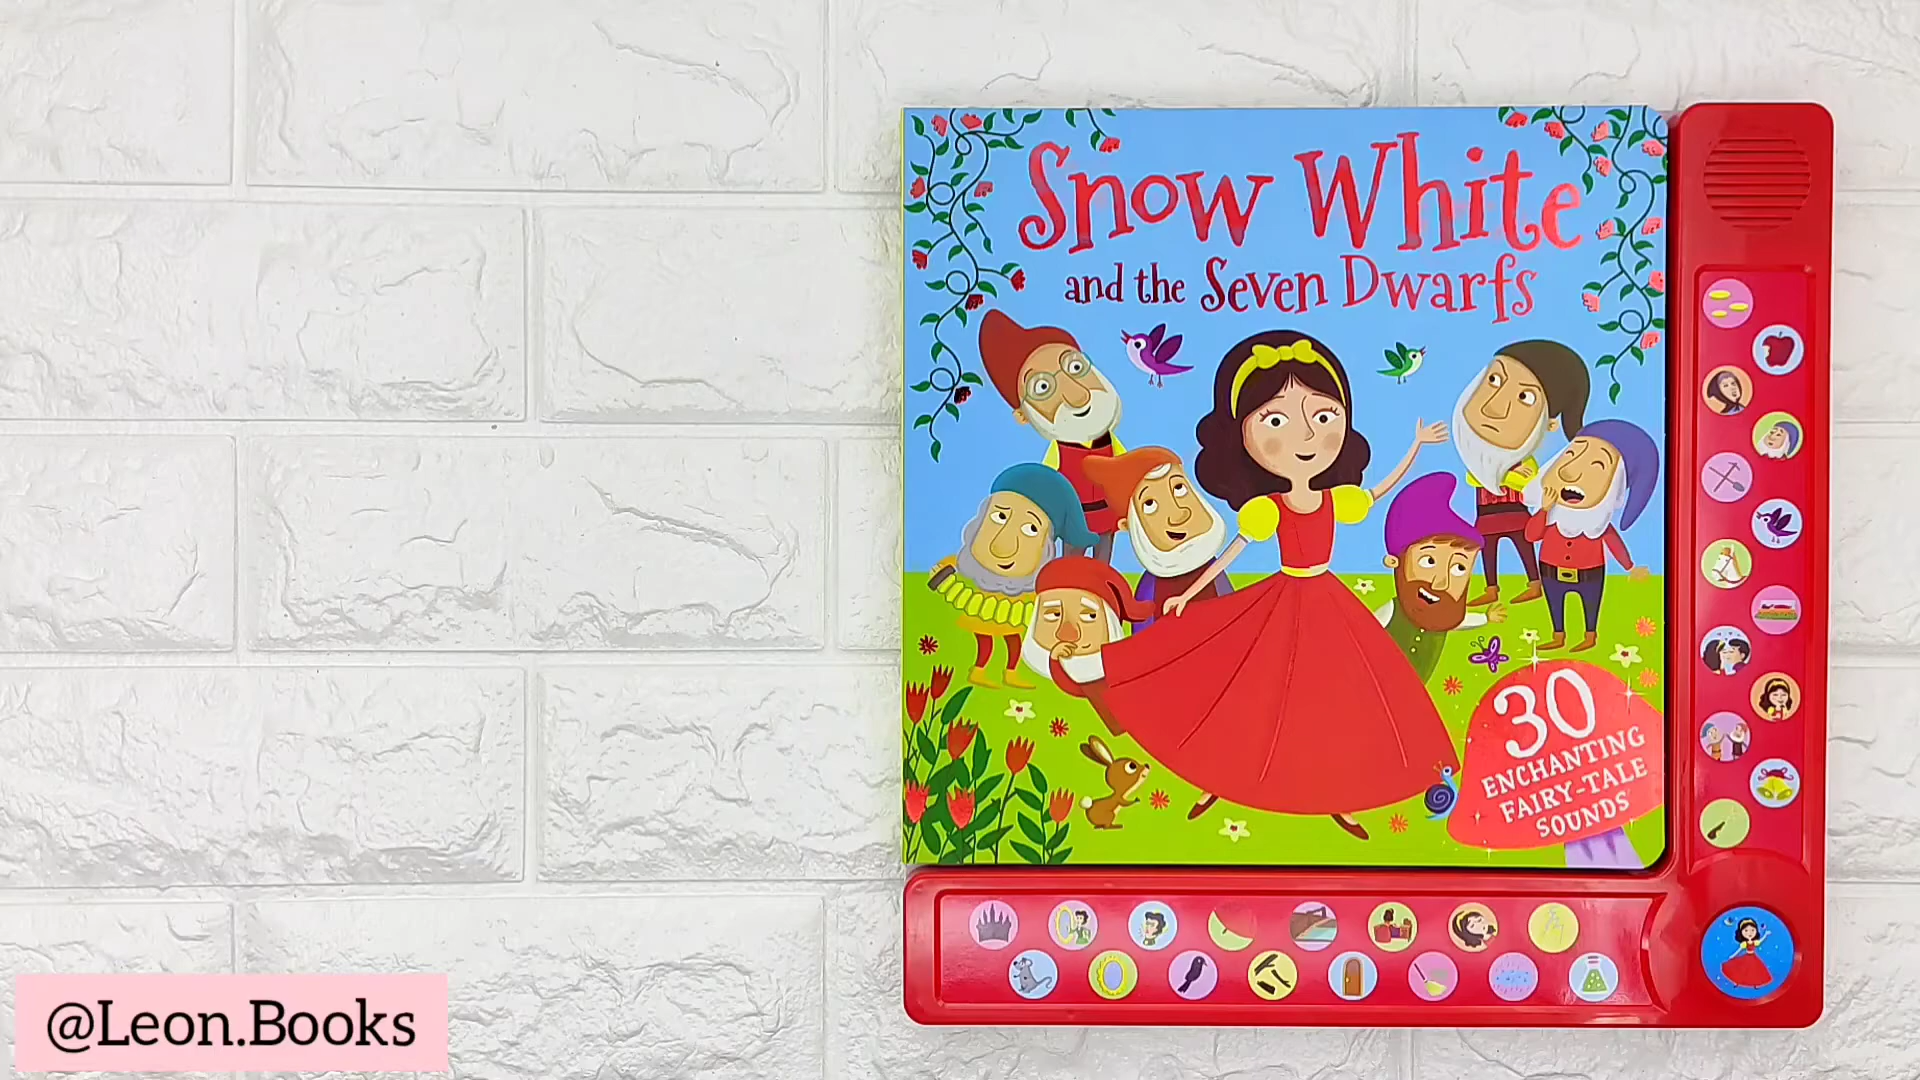 Snow White
and the Seven Dwarfs
30
ENCHANTING
FAIRY-TALE
SOUNDS
@Leon.Books